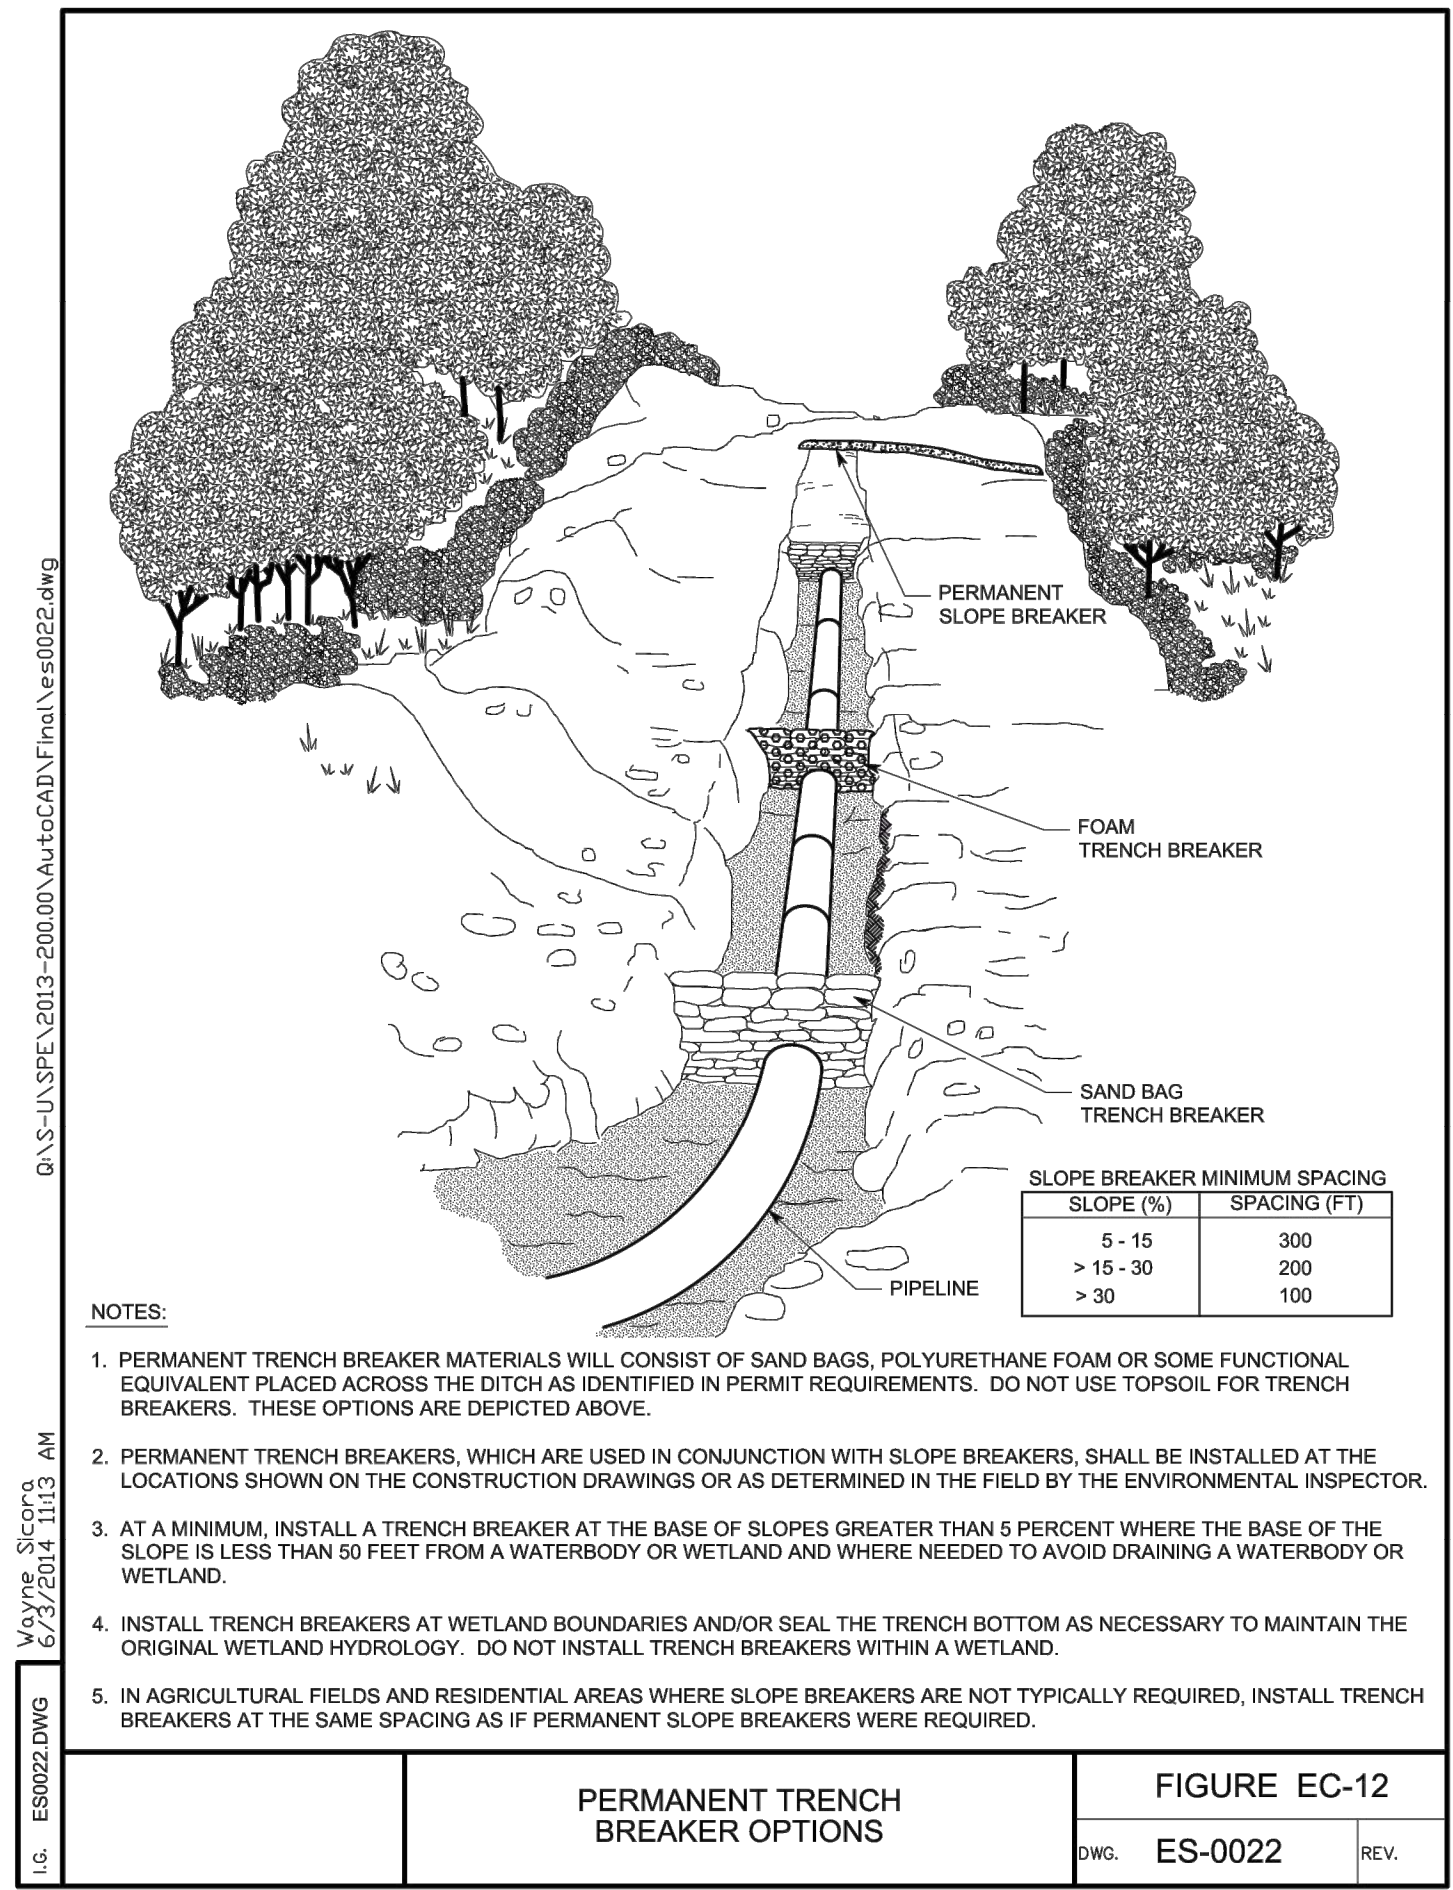 PERMANENT
SLOPE BREAKER
FOAM
TRENCH BREAKER
SAND BAG
TRENCH BREAKER
PIPELINE
SLOPE BREAKER MINIMUM SPACING
SLOPE (%) SPACING (FT)
5 - 15 300
> 15 - 30 200
> 30 100
NOTES:
1. PERMANENT TRENCH BREAKER MATERIALS WILL CONSIST OF SAND BAGS, POLYURETHANE FOAM OR SOME FUNCTIONAL
EQUIVALENT PLACED ACROSS THE DITCH AS IDENTIFIED IN PERMIT REQUIREMENTS. DO NOT USE TOPSOIL FOR TRENCH
BREAKERS. THESE OPTIONS ARE DEPICTED ABOVE.
2. PERMANENT TRENCH BREAKERS, WHICH ARE USED IN CONJUNCTION WITH SLOPE BREAKERS, SHALL BE INSTALLED AT THE
LOCATIONS SHOWN ON THE CONSTRUCTION DRAWINGS OR AS DETERMINED IN THE FIELD BY THE ENVIRONMENTAL INSPECTOR.
3. AT A MINIMUM, INSTALL A TRENCH BREAKER AT THE BASE OF SLOPES GREATER THAN 5 PERCENT WHERE THE BASE OF THE
SLOPE IS LESS THAN 50 FEET FROM A WATERBODY OR WETLAND AND WHERE NEEDED TO AVOID DRAINING A WATERBODY OR
WETLAND.
4. INSTALL TRENCH BREAKERS AT WETLAND BOUNDARIES AND/OR SEAL THE TRENCH BOTTOM AS NECESSARY TO MAINTAIN THE
ORIGINAL WETLAND HYDROLOGY. DO NOT INSTALL TRENCH BREAKERS WITHIN A WETLAND.
5. IN AGRICULTURAL FIELDS AND RESIDENTIAL AREAS WHERE SLOPE BREAKERS ARE NOT TYPICALLY REQUIRED, INSTALL TRENCH
BREAKERS AT THE SAME SPACING AS IF PERMANENT SLOPE BREAKERS WERE REQUIRED.
PERMANENT TRENCH
BREAKER OPTIONS
FIGURE EC-12
DWG. ES-0022 REV.
Q:\S-U\SPE\2013-200.00\AutoCAD\Final\es0022.dwg
Wayne Sicora
6/3/2014 11:13 AM
I.G. ES0022.DWG